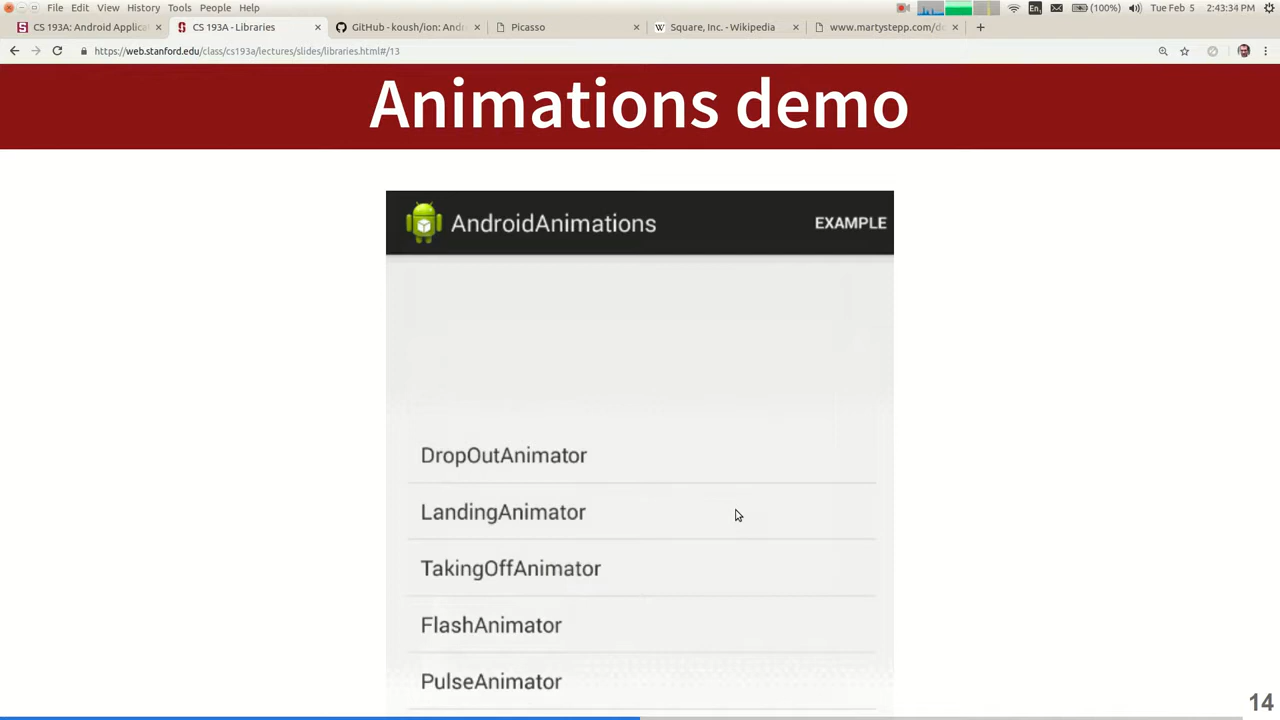 File Edit View History Tools People Help
En (100%) Tue Feb 5 2:43:34 PM
CS 193A: Android Applica
CS 193A - Libraries
GitHub - koush/ion: Andr
Picasso
Square, Inc. - Wikipedia
www.martystepp.com/de
https://web.stanford.edu/class/cs193a/lectures/slides/libraries.html#/13
Animations demo
AndroidAnimations
EXAMPLE
DropOutAnimator
LandingAnimator
TakingOffAnimator
FlashAnimator
PulseAnimator
14